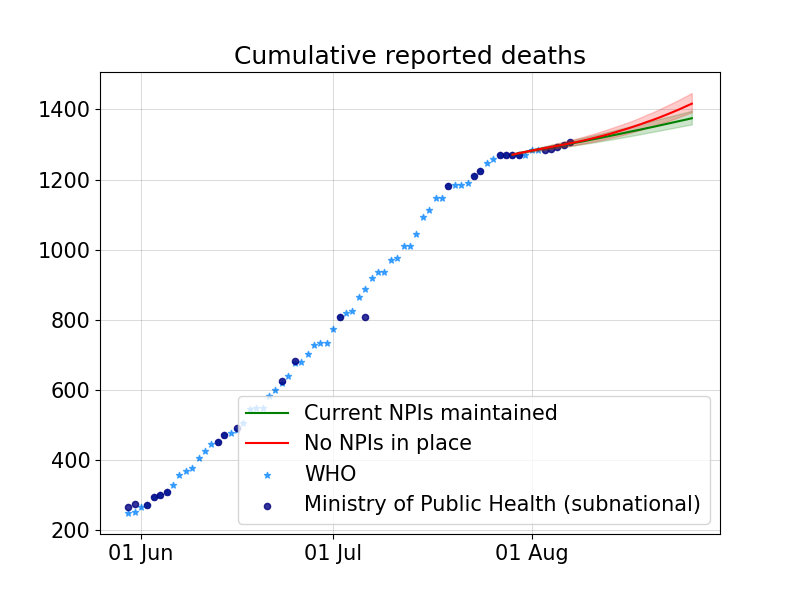 Cumulative reported deaths
1400
1200
1000
800
600
400
200
Current NPIs maintained
No NPIs in place
WHO
Ministry of Public Health (subnational)
01 Jun
01 Jul
01 Aug